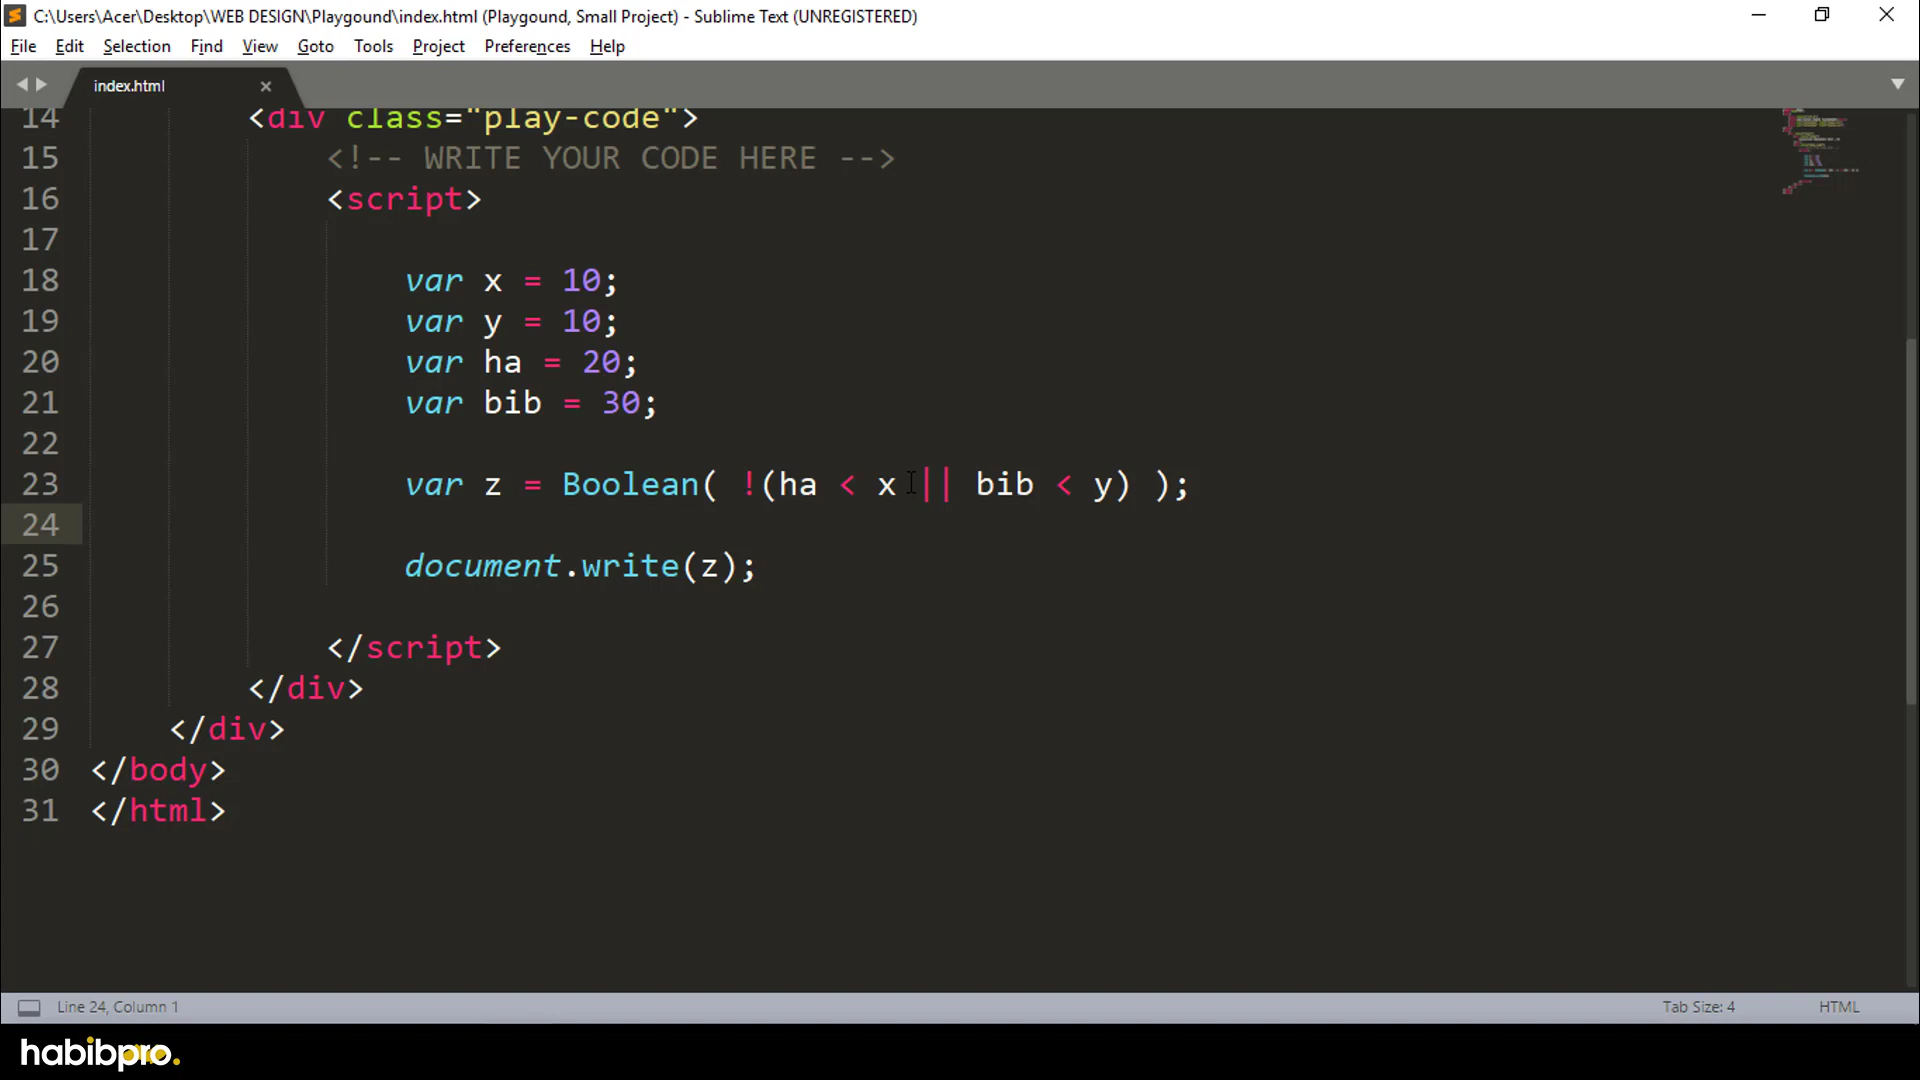 C:\Users\Acer\Desktop\WEB DESIGN\Playgound\index.html (Playgound, Small Project) - Sublime Text (UNREGISTERED)
File Edit Selection Find View Goto Tools Project Preferences Help
index.html
14 <div class="play-code">
15 <!-- WRITE YOUR CODE HERE -->
16 <script>
17
18 var x = 10;
19 var y = 10;
20 var ha = 20;
21 var bib = 30;
22
23 var z = Boolean( !(ha < x || bib < y) );
24
25 document.write(z);
26
27 </script>
28 </div>
29 </div>
30 </body>
31 </html>
Line 24, Column 1 Tab Size: 4 HTML
habibpro.